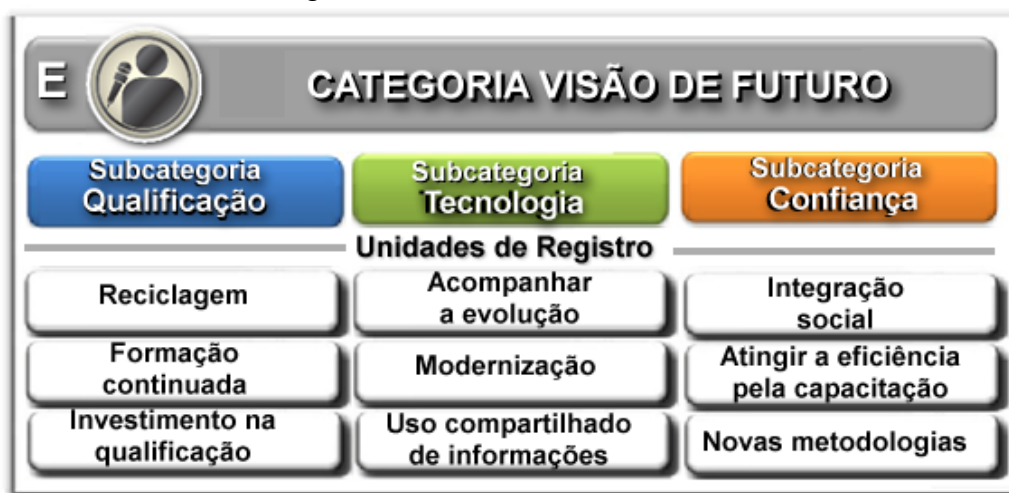 E
CATEGORIA VISÃO DE FUTURO
Subcategoria
Qualificação
Subcategoria
Tecnologia
Subcategoria
Confiança
Unidades de Registro
Reciclagem
Acompanhar
a evolução
Integração
social
Formação
continuada
Modernização
Atingir a eficiência
pela capacitação
Investimento na
qualificação
Uso compartilhado
de informações
Novas metodologias